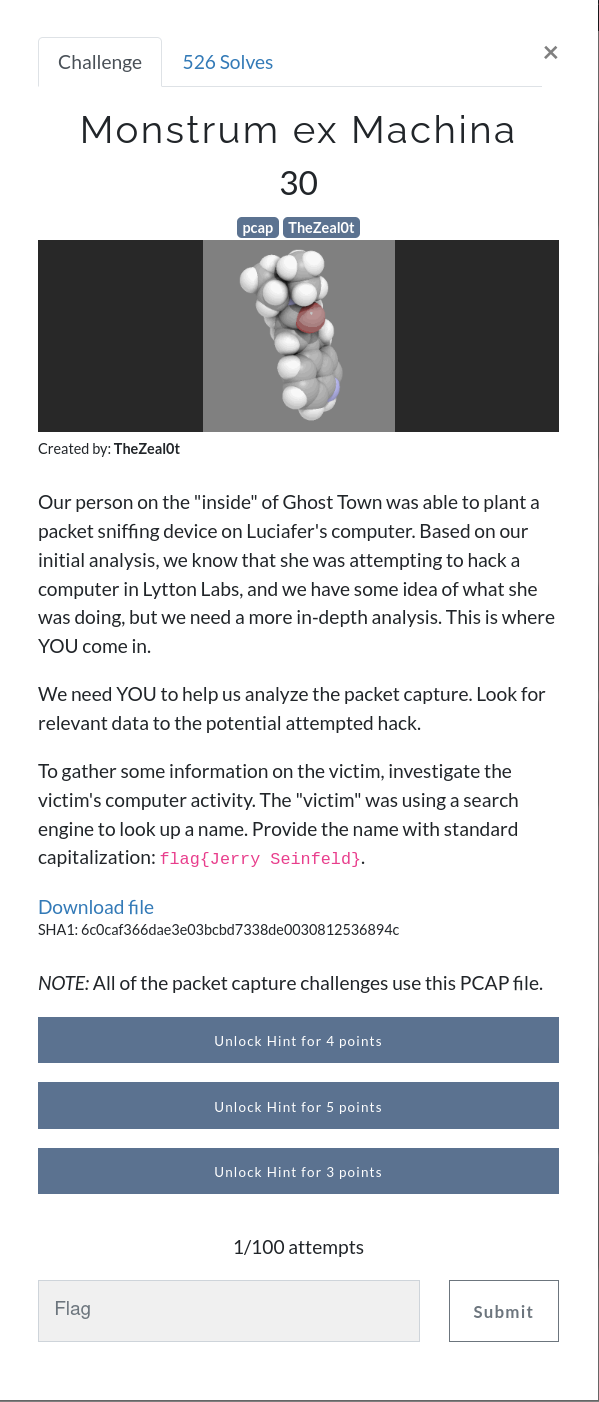 Challenge
526 Solves
×
Monstrum ex Machina
30
pcap TheZeal0t
Created by: TheZeal0t
Our person on the "inside" of Ghost Town was able to plant a
packet sniffing device on Luciafer's computer. Based on our
initial analysis, we know that she was attempting to hack a
computer in Lytton Labs, and we have some idea of what she
was doing, but we need a more in-depth analysis. This is where
YOU come in.
We need YOU to help us analyze the packet capture. Look for
relevant data to the potential attempted hack.
To gather some information on the victim, investigate the
victim's computer activity. The "victim" was using a search
engine to look up a name. Provide the name with standard
capitalization: flag{Jerry Seinfeld}.
Download file
SHA1: 6c0caf366dae3e03bcbd7338de0030812536894c
NOTE: All of the packet capture challenges use this PCAP file.
Unlock Hint for 4 points
Unlock Hint for 5 points
Unlock Hint for 3 points
1/100 attempts
Flag
Submit